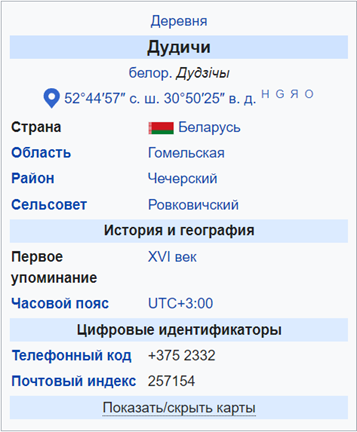 Деревня
Дудичи
белор. Дудзічы
52°44′57″ с. ш. 30°50′25″ в. д. H G Я O
Страна Беларусь
Область Гомельская
Район Чечерский
Сельсовет Ровковичский
История и география
Первое упоминание XVI век
Часовой пояс UTC+3:00
Цифровые идентификаторы
Телефонный код +375 2332
Почтовый индекс 257154
Показать/скрыть карты